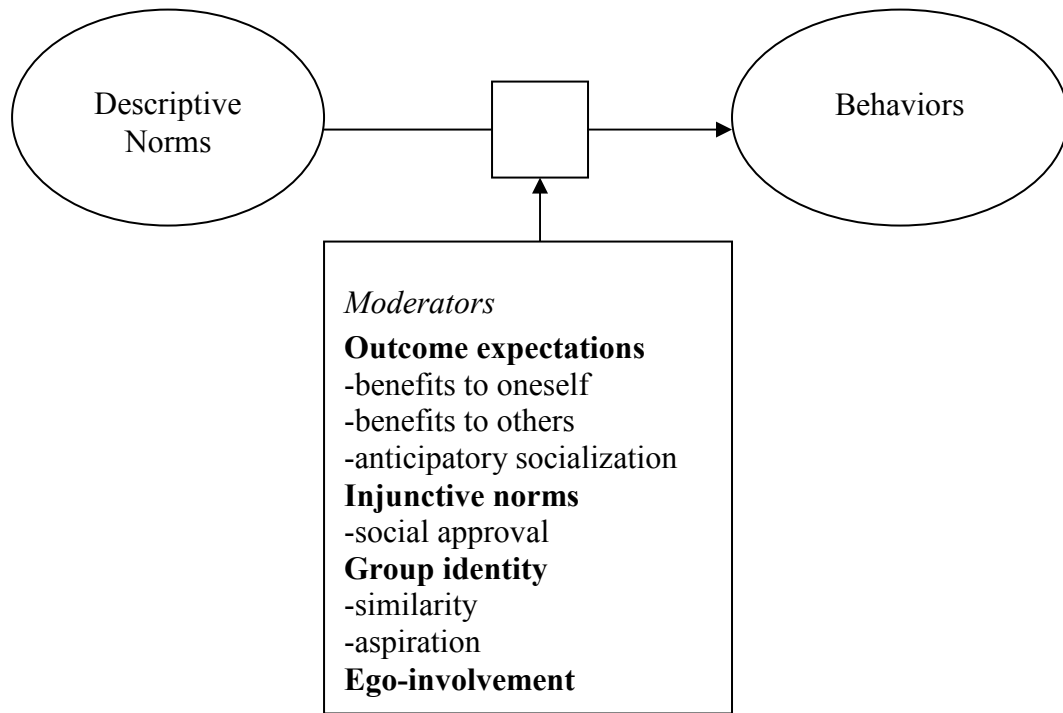 Descriptive
Norms
Behaviors
Moderators
Outcome expectations
-benefits to oneself
-benefits to others
-anticipatory socialization
Injunctive norms
-social approval
Group identity
-similarity
-aspiration
Ego-involvement